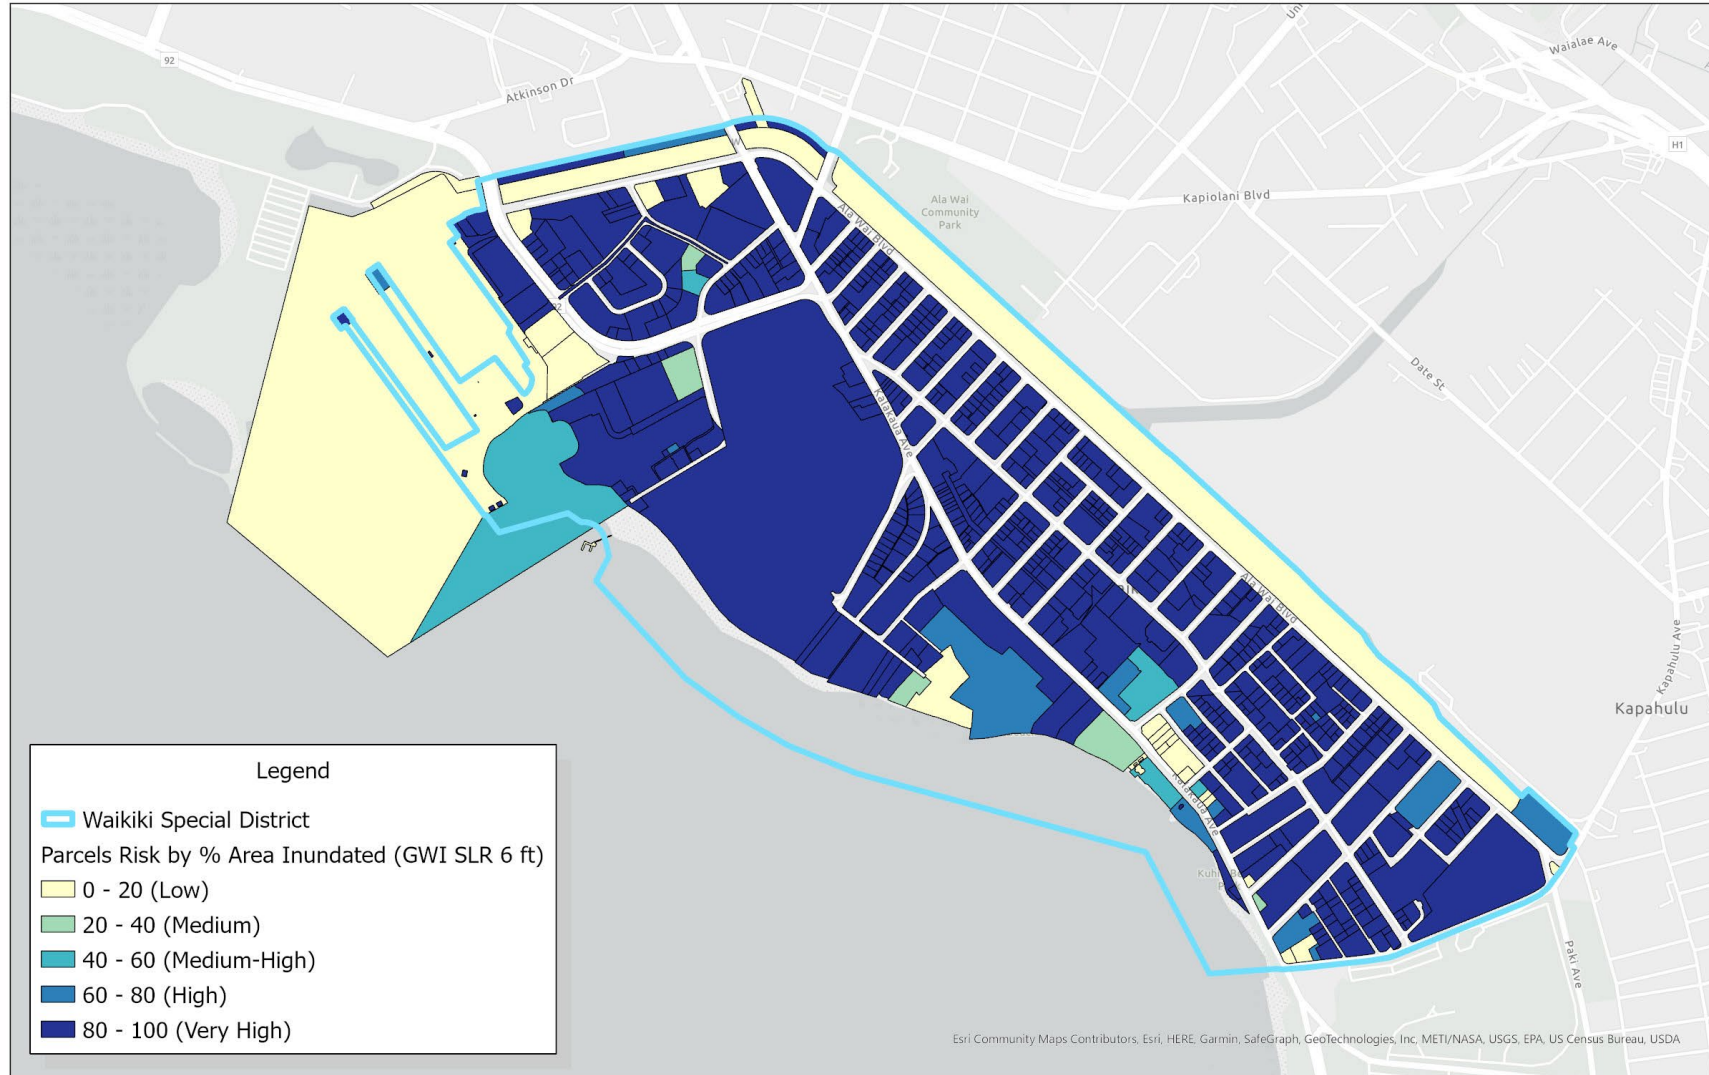 Uni
Waialae Ave
92
Atkinson Dr
H1
Kapiolani Blvd
Ala Wai
Community
Park
Ala Wai Blvd
Date St
Kalakaua Ave
Ala Wai Blvd
Kapahulu Ave
Kapahulu
Kalakaua Ave
Paki Ave
Legend
Waikiki Special District
Parcels Risk by % Area Inundated (GWI SLR 6 ft)
0 - 20 (Low)
20 - 40 (Medium)
40 - 60 (Medium-High)
60 - 80 (High)
80 - 100 (Very High)
Esri Community Maps Contributors, Esri, HERE, Garmin, SafeGraph, GeoTechnologies, Inc, METI/NASA, USGS, EPA, US Census Bureau, USDA